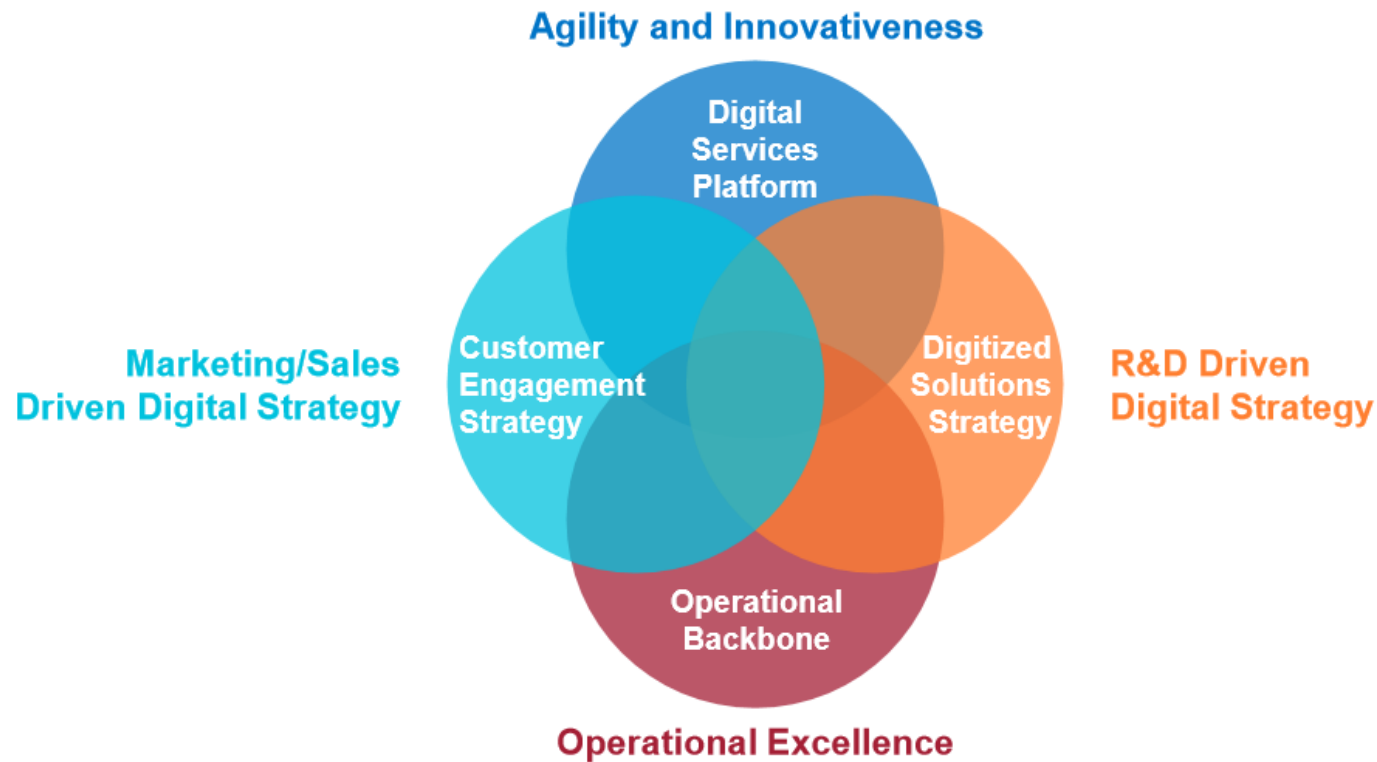 Agility and Innovativeness
Digital
Services
Platform
Marketing/Sales
Driven Digital Strategy
Customer
Engagement
Strategy
Digitized
Solutions
Strategy
R&D Driven
Digital Strategy
Operational
Backbone
Operational Excellence